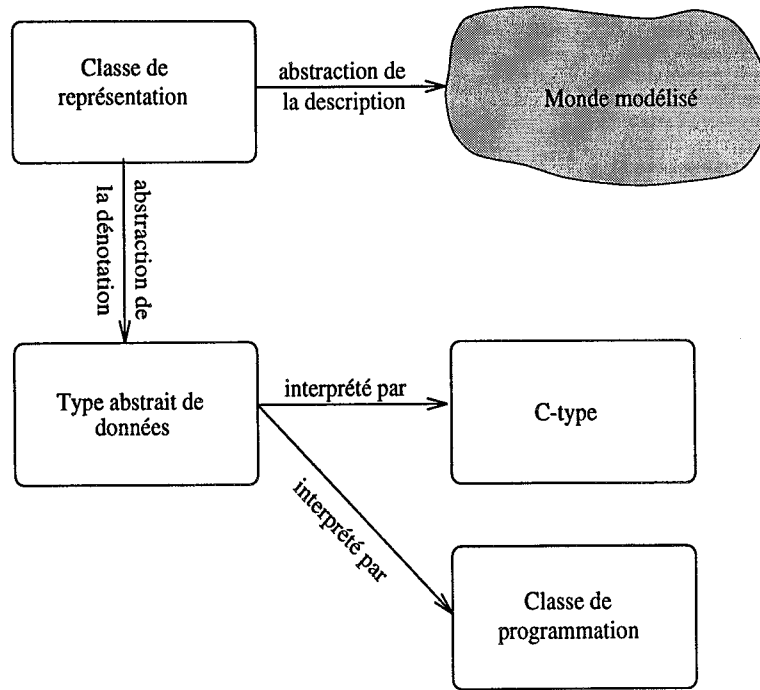 Classe de
représentation
abstraction de
la description
Monde modélisé
abstraction de
la dénotation
Type abstrait de
données
interprété par
C-type
interprété par
Classe de
programmation